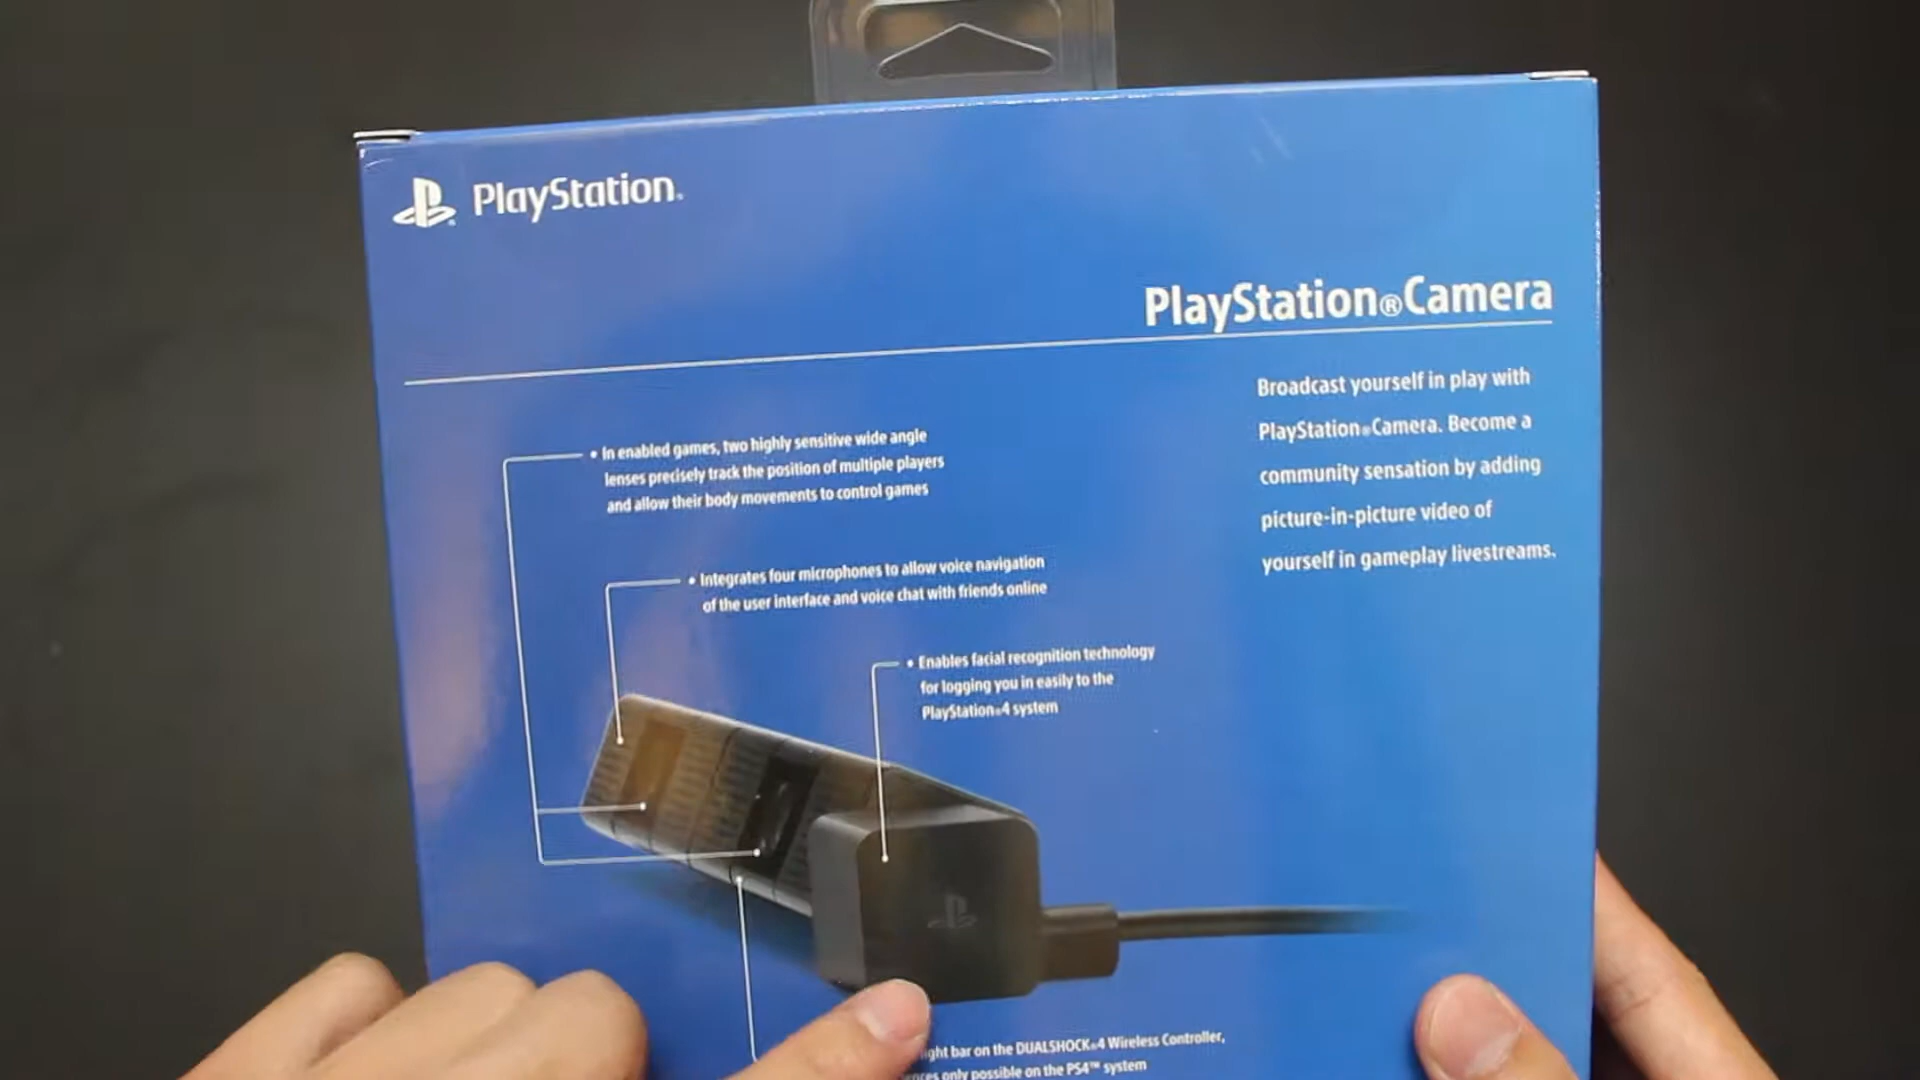 PlayStation®
PlayStation®Camera
Broadcast yourself in play with
PlayStation®Camera. Become a
community sensation by adding
picture-in-picture video of
yourself in gameplay livestreams.
• In enabled games, two highly sensitive wide angle
lenses precisely track the position of multiple players
and allow their body movements to control games
• Integrates four microphones to allow voice navigation
of the user interface and voice chat with friends online
• Enables facial recognition technology
for logging you in easily to the
PlayStation®4 system
bar on the DUALSHOCK®4 Wireless Controller,
only possible on the PS4™ system